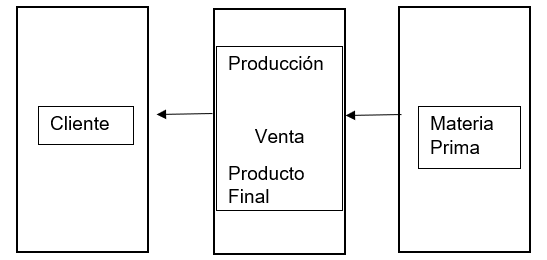 Cliente
Producción
Venta
Producto
Final
Materia
Prima